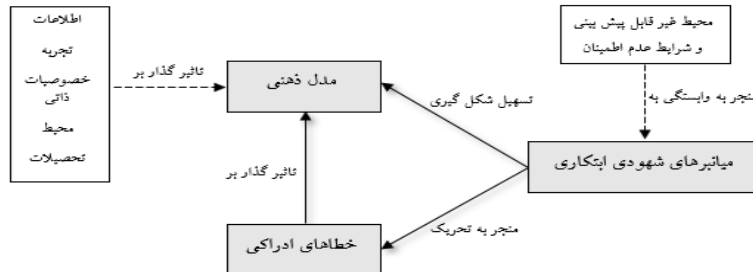 محیط غیر قابل پیش بینی
و شرایط عدم اطمینان
منجر به وابستگی به
میانبرهای شهودی ابتکاری
تسهیل شکل گیری
منجر به تحریک
مدل ذهنی
تاثیر گذار بر
خطاهای ادراکی
تاثیر گذار بر
اطلاعات
تجربه
خصوصیات
ذاتی
محیط
تحصیلات